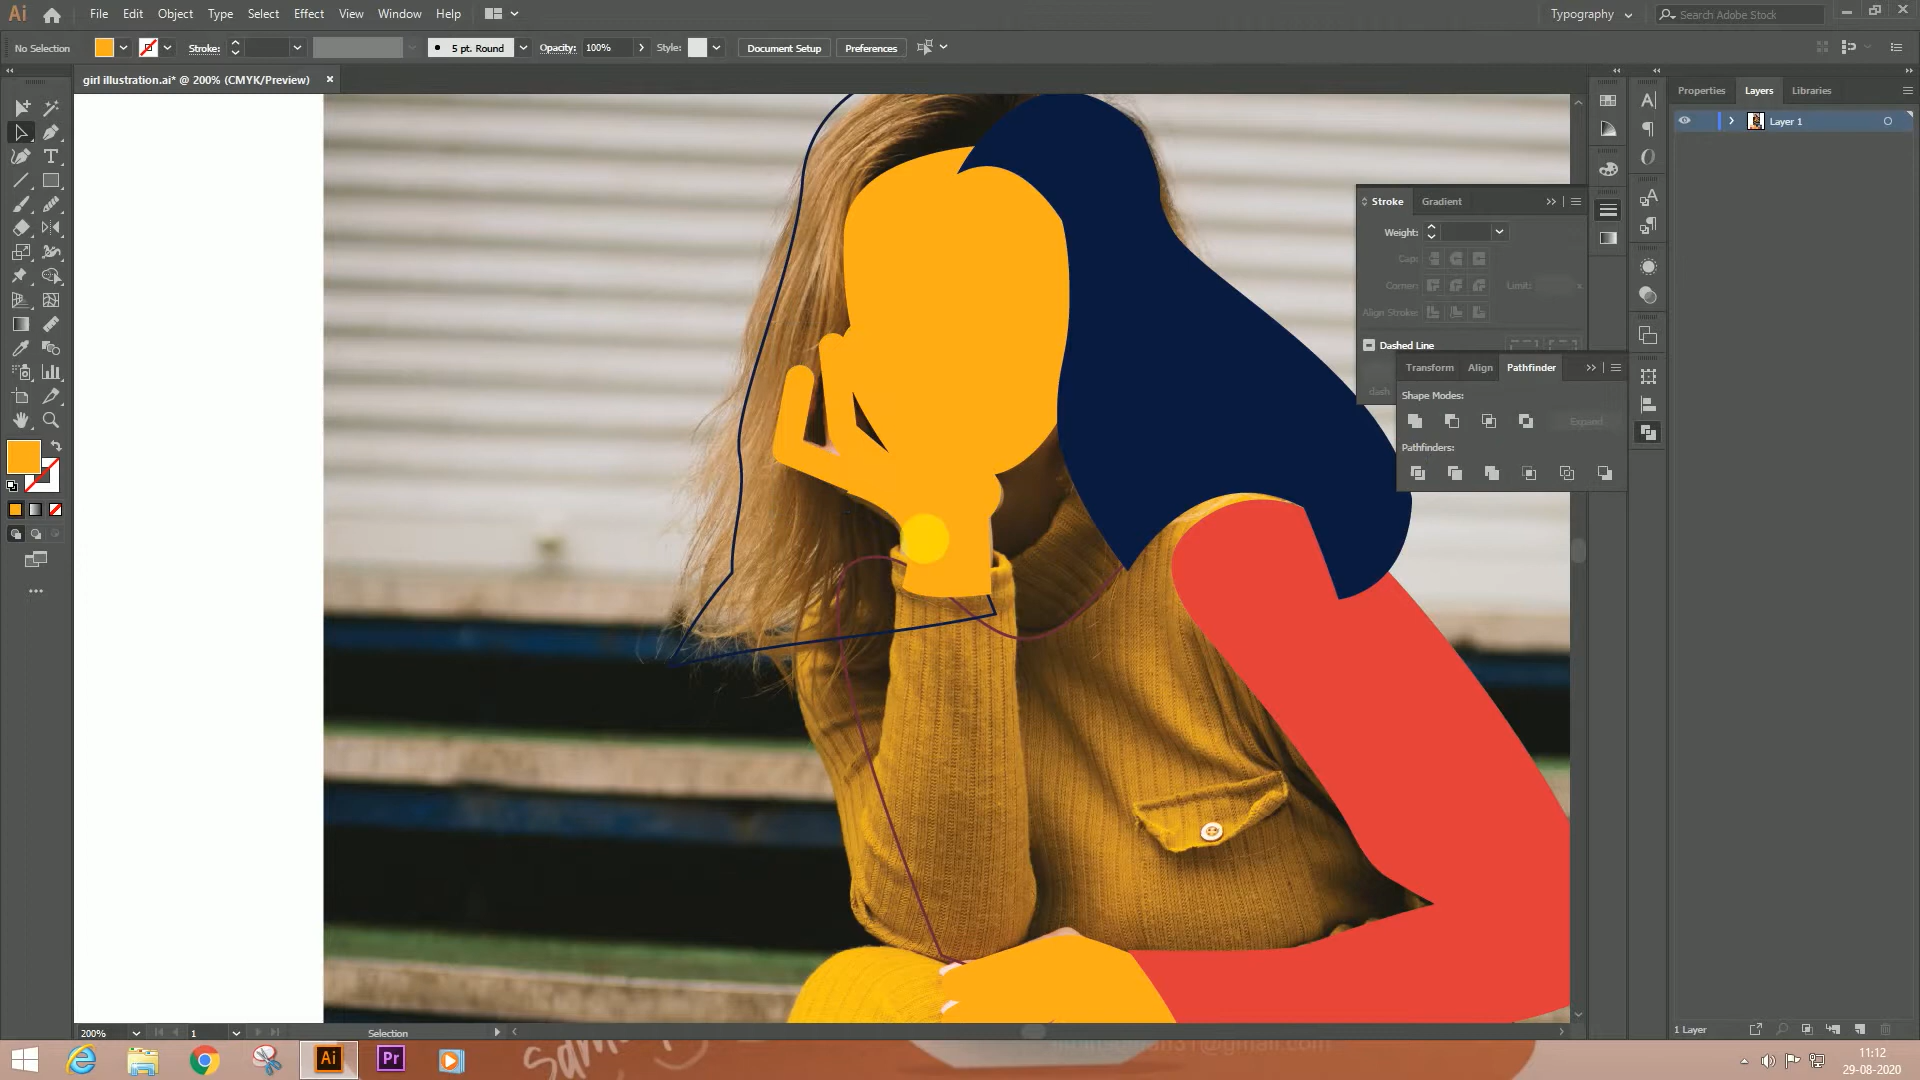 Ai File Edit Object Type Select Effect View Window Help Typography Search Adobe Stock
No Selection Stroke: 5 pt. Round Opacity: 100% Style: Document Setup Preferences
girl illustration.ai* @ 200% (CMYK/Preview)
Properties Layers Libraries
Layer 1
Stroke Gradient
Weight:
Cap:
Corner: Limit: x
Align Stroke:
Dashed Line
dash
Transform Align Pathfinder
Shape Modes:
Expand
Pathfinders:
200% 1 Selection
1 Layer
Ai Pr
11:12
29-08-2020